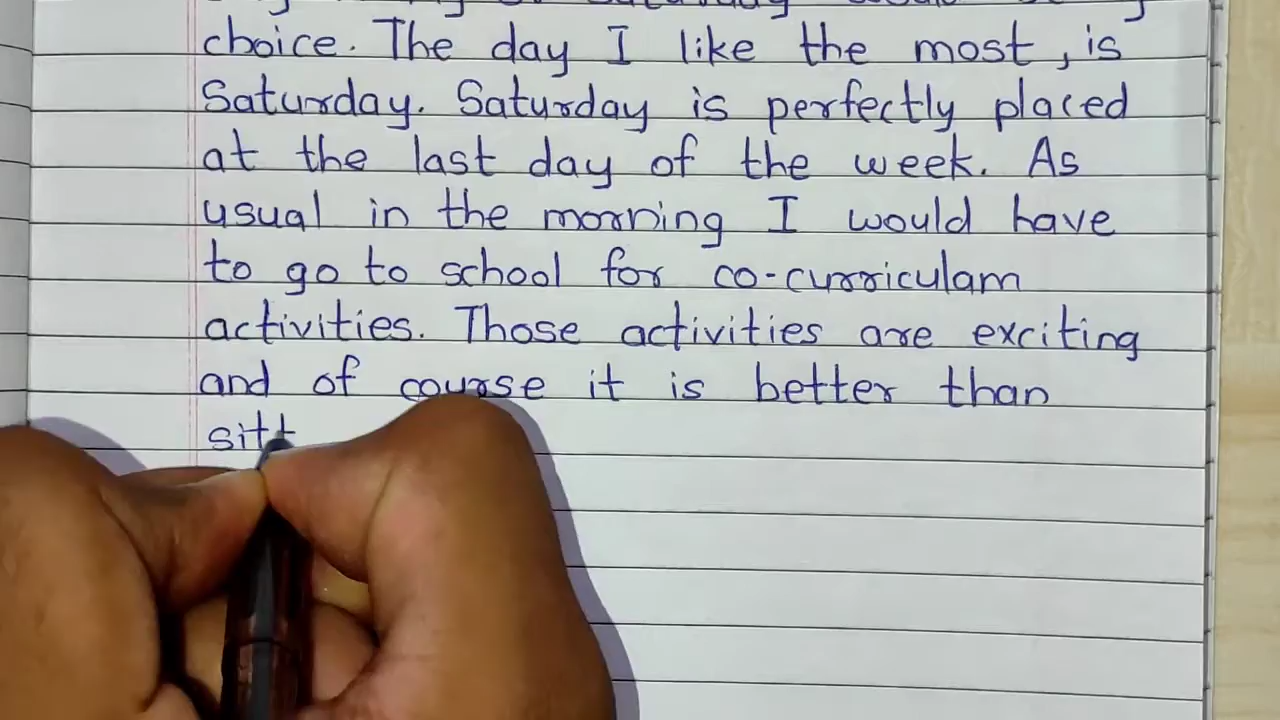 choice. The day I like the most, is
Saturday. Saturday is perfectly placed
at the last day of the week. As
usual in the morning I would have
to go to school for co-curriculam
activities. Those activities are exciting
and of course it is better than
sitt